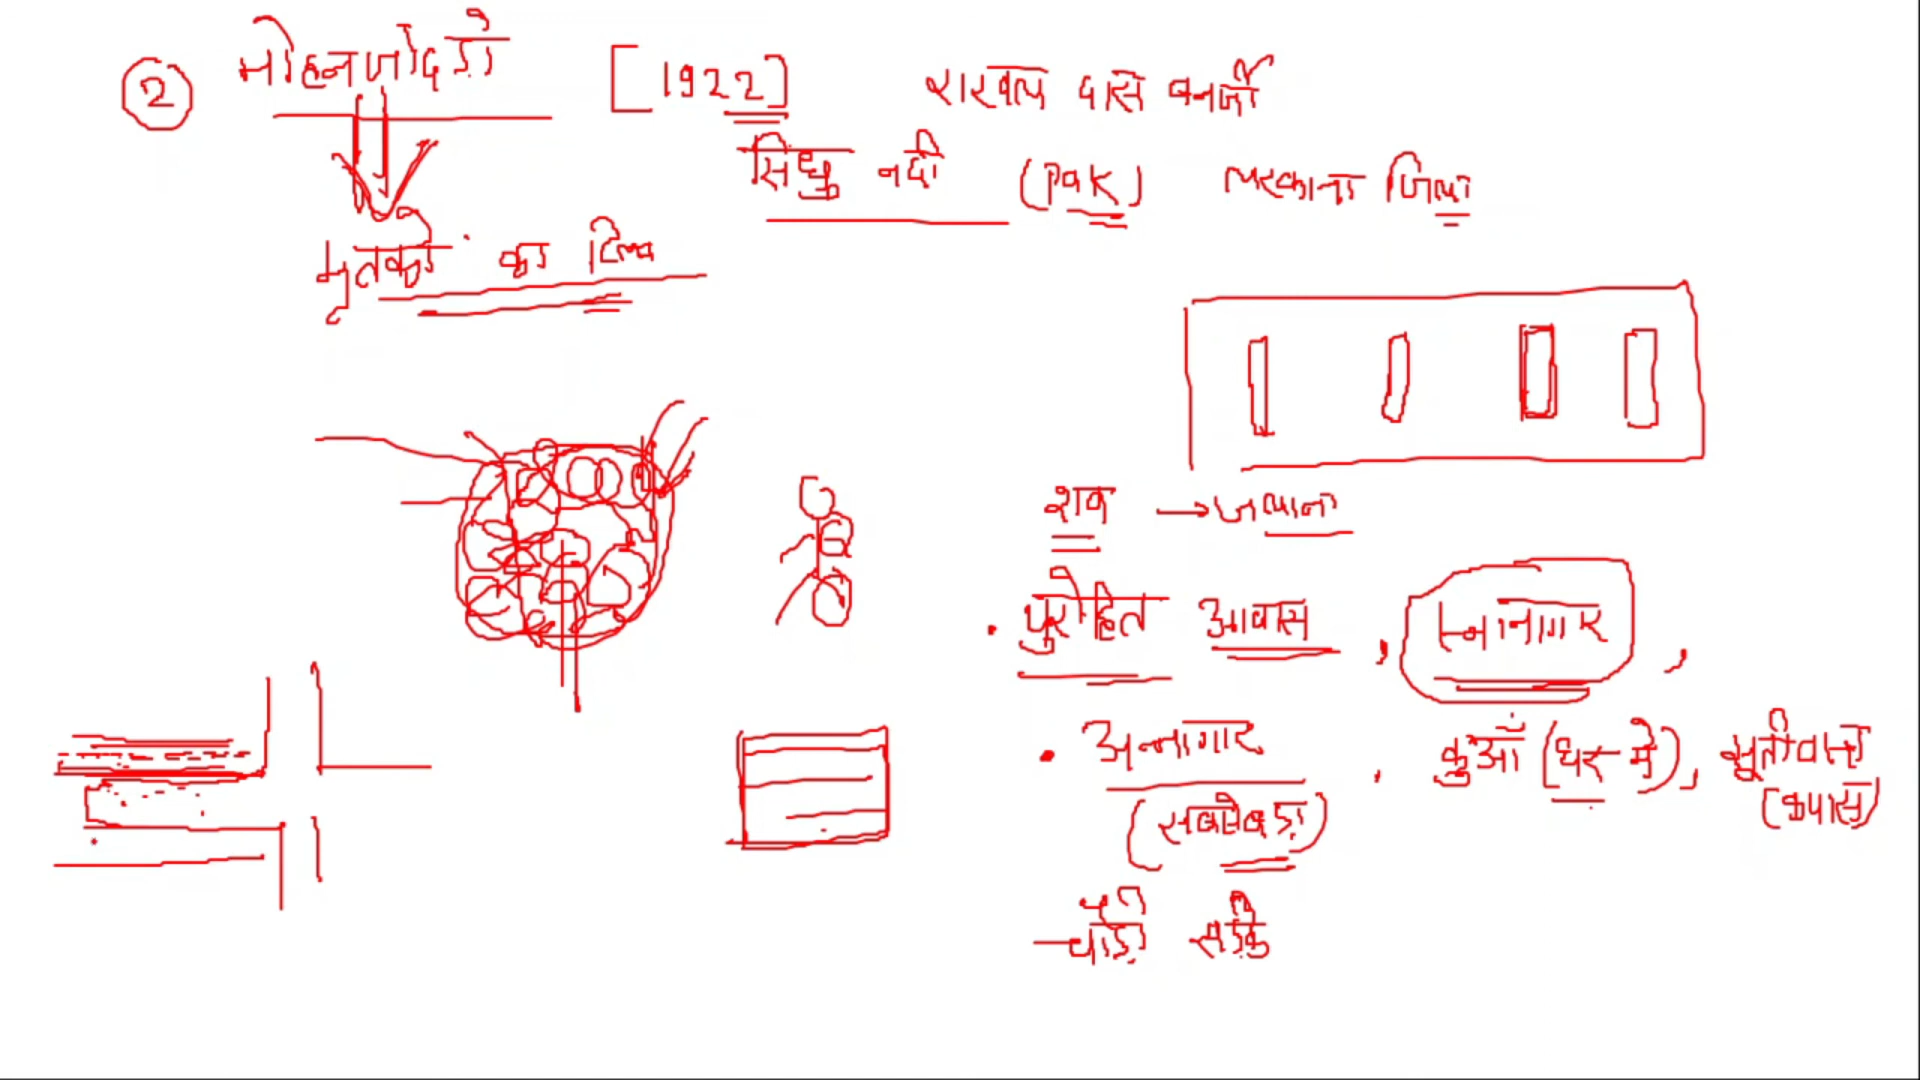 ② मोहनजोदड़ो [1922] राखल दास बनर्जी
सिंधु नदी (Pak) लरकाना जिला
मृतकों का टिला
शव → जलाना
• पुरोहित आवास , स्नानागार ,
• अन्नागार , कुआँ (घर में) , सूती वस्त्र
(सबसे बड़ा) (कपास)
– चौड़ी सड़के